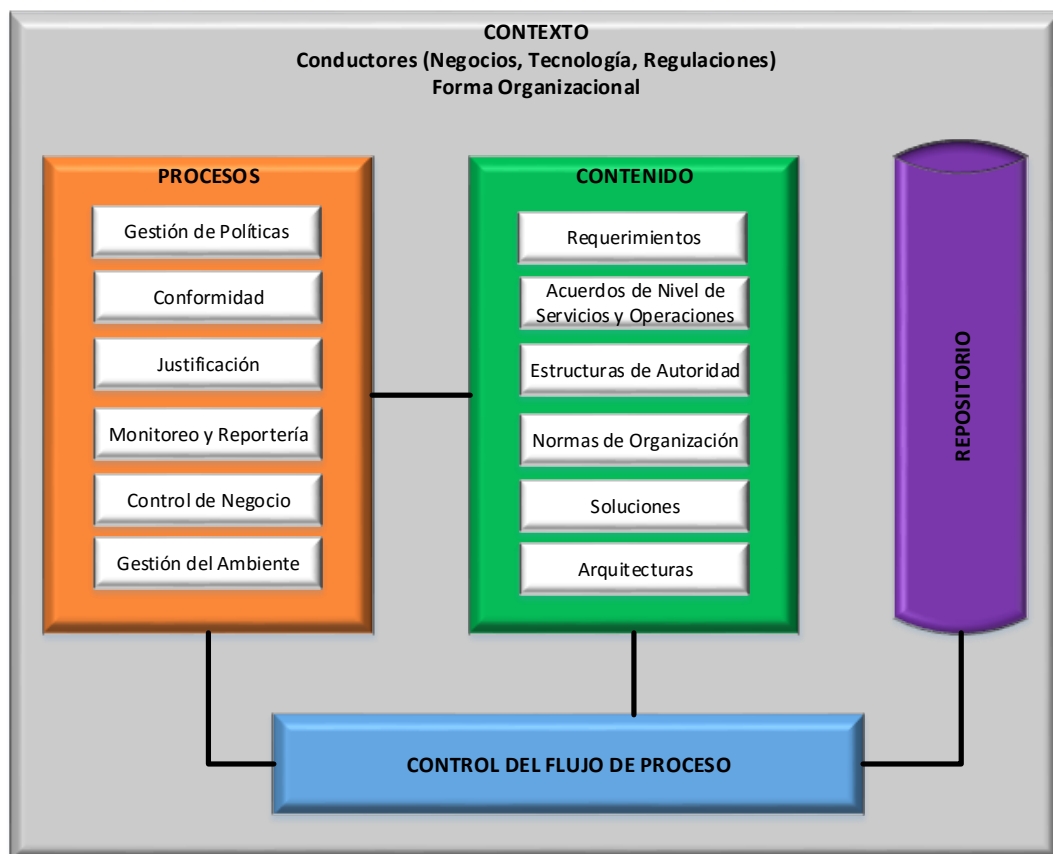 CONTEXTO
Conductores (Negocios, Tecnología, Regulaciones)
Forma Organizacional
PROCESOS
Gestión de Políticas
Conformidad
Justificación
Monitoreo y Reportería
Control de Negocio
Gestión del Ambiente
CONTENIDO
Requerimientos
Acuerdos de Nivel de
Servicios y Operaciones
Estructuras de Autoridad
Normas de Organización
Soluciones
Arquitecturas
REPOSITORIO
CONTROL DEL FLUJO DE PROCESO